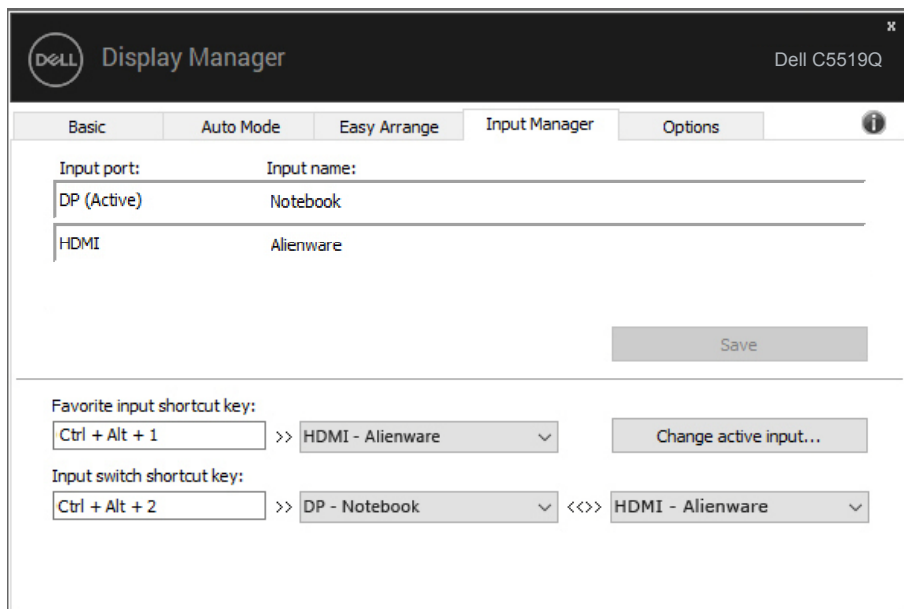 x
DELL Display Manager Dell C5519Q
Basic Auto Mode Easy Arrange Input Manager Options i
Input port: Input name:
DP (Active) Notebook
HDMI Alienware
Save
Favorite input shortcut key:
Ctrl + Alt + 1 >> HDMI - Alienware Change active input...
Input switch shortcut key:
Ctrl + Alt + 2 >> DP - Notebook <<>> HDMI - Alienware